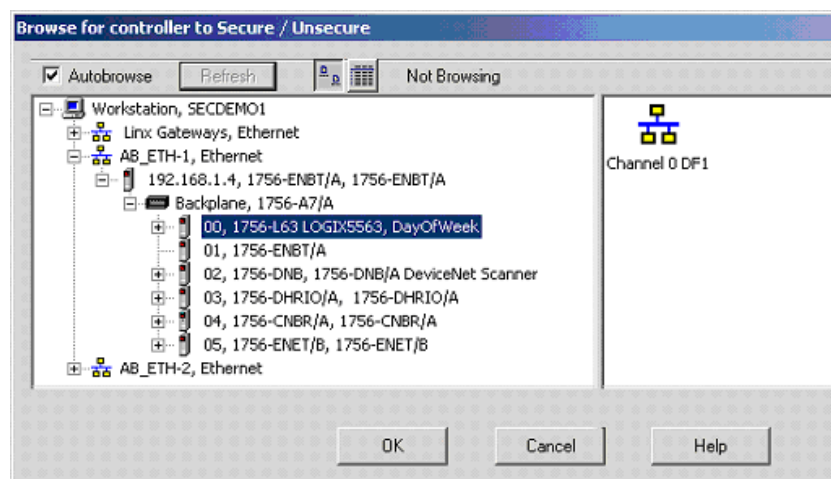 Browse for controller to Secure / Unsecure
Autobrowse Refresh Not Browsing
Workstation, SECDEMO1
Linx Gateways, Ethernet
AB_ETH-1, Ethernet
192.168.1.4, 1756-ENBT/A, 1756-ENBT/A
Backplane, 1756-A7/A
00, 1756-L63 LOGIX5563, DayOfWeek
01, 1756-ENBT/A
02, 1756-DNB, 1756-DNB/A DeviceNet Scanner
03, 1756-DHRIO/A, 1756-DHRIO/A
04, 1756-CNBR/A, 1756-CNBR/A
05, 1756-ENET/B, 1756-ENET/B
AB_ETH-2, Ethernet
Channel 0 DF1
OK Cancel Help